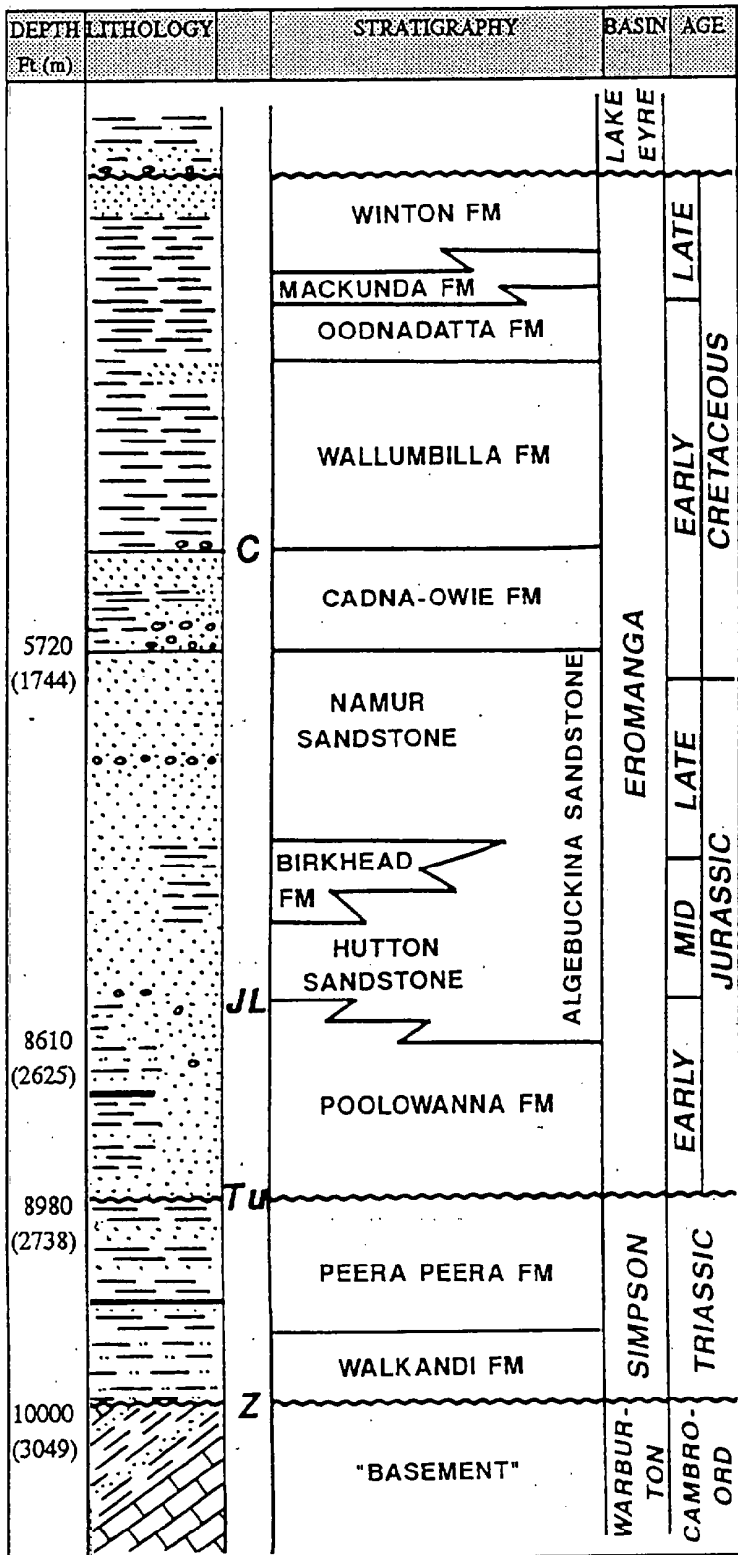 DEPTH
Ft (m)
LITHOLOGY
STRATIGRAPHY
BASIN
AGE
LAKE
EYRE
WINTON FM
MACKUNDA FM
OODNADATTA FM
WALLUMBILLA FM
C
CADNA-OWIE FM
5720
(1744)
NAMUR
SANDSTONE
ALGEBUCKINA SANDSTONE
EROMANGA
LATE
EARLY
CRETACEOUS
BIRKHEAD
FM
HUTTON
SANDSTONE
JL
8610
(2625)
POOLOWANNA FM
LATE
MID
EARLY
JURASSIC
Tu
8980
(2738)
PEERA PEERA FM
WALKANDI FM
SIMPSON
TRIASSIC
Z
10000
(3049)
"BASEMENT"
WARBUR-
TON
CAMBRO-
ORD